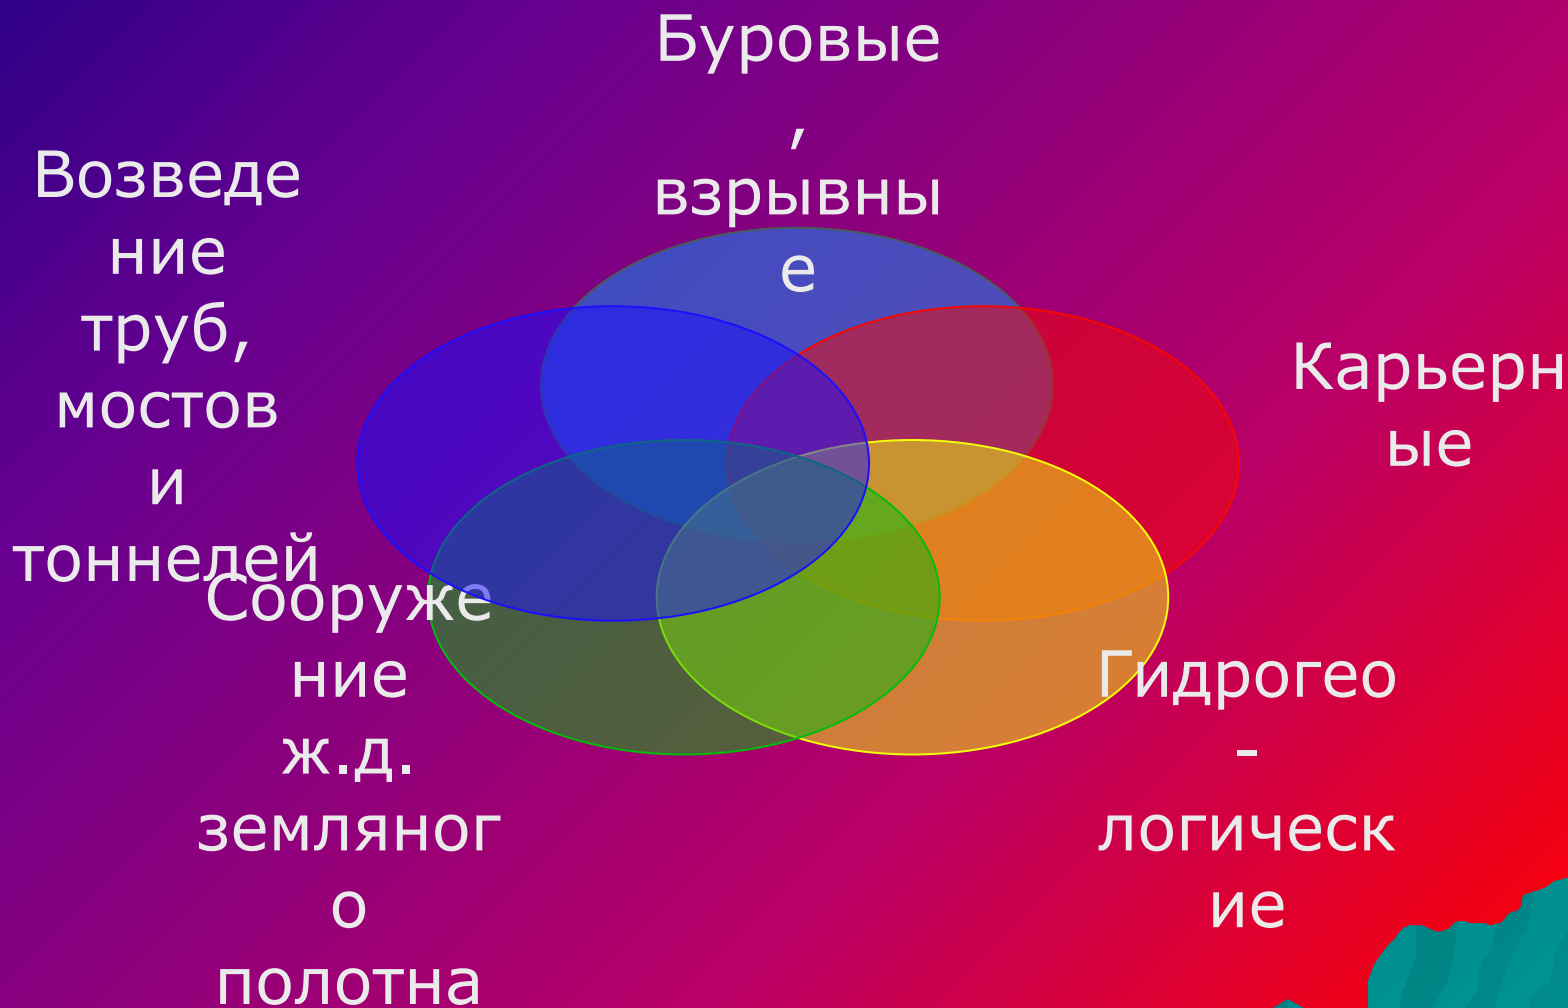 Буровые
,
взрывны
е
Возведе
ние
труб,
мостов
и
тоннелей
Карьерн
ые
Сооруже
ние
ж.д.
земляног
о
полотна
Гидрогео
-
логическ
ие